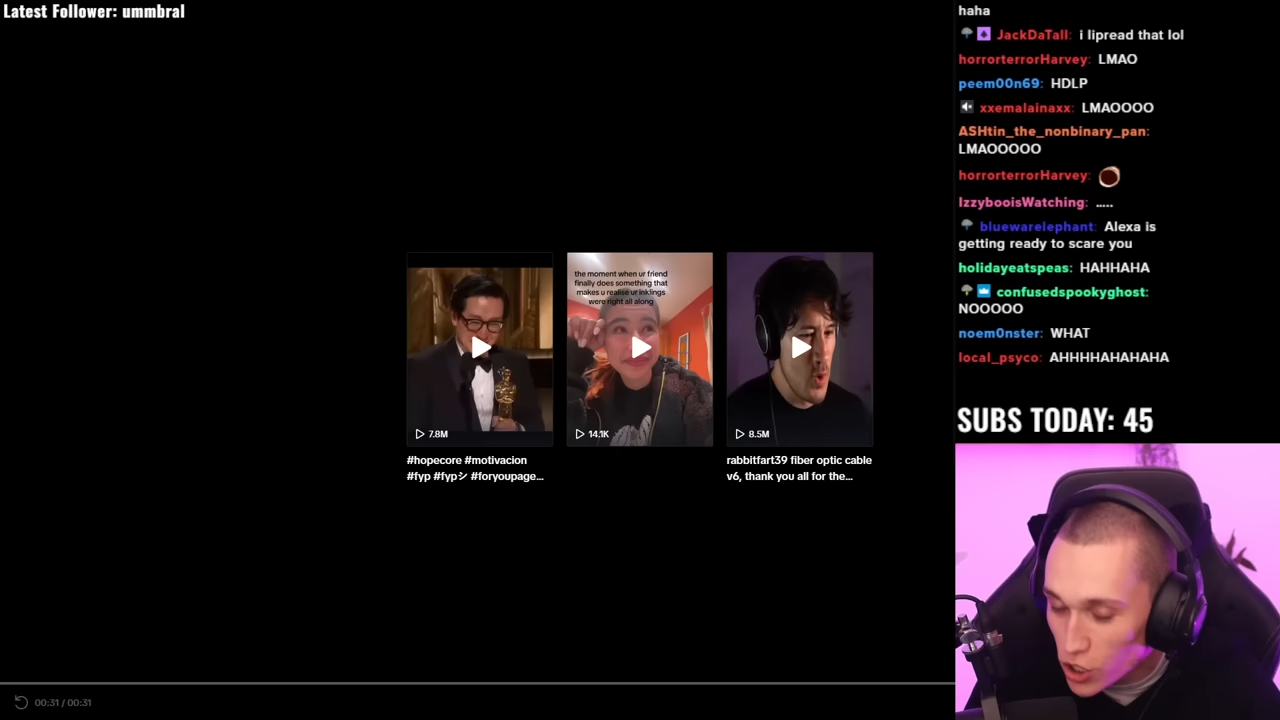 Latest Follower: ummbral
the moment when ur friend
finally does something that
makes u realise ur inklings
were right all along
7.8M
14.1K
8.5M
#hopecore #motivacion
#fyp #fypシ #foryoupage...
rabbitfart39 fiber optic cable
v6, thank you all for the...
00:31 / 00:31
haha
JackDaTall: i lipread that lol
horrorterrorHarvey: LMAO
peem00n69: HDLP
xxemalainaxx: LMAOOOO
ASHtin_the_nonbinary_pan:
LMAOOOOO
horrorterrorHarvey:
IzzybooisWatching: .....
bluewarelephant: Alexa is
getting ready to scare you
holidayeatspeas: HAHHAHA
confusedspookyghost:
NOOOOO
noem0nster: WHAT
local_psyco: AHHHHAHAHAHA
SUBS TODAY: 45